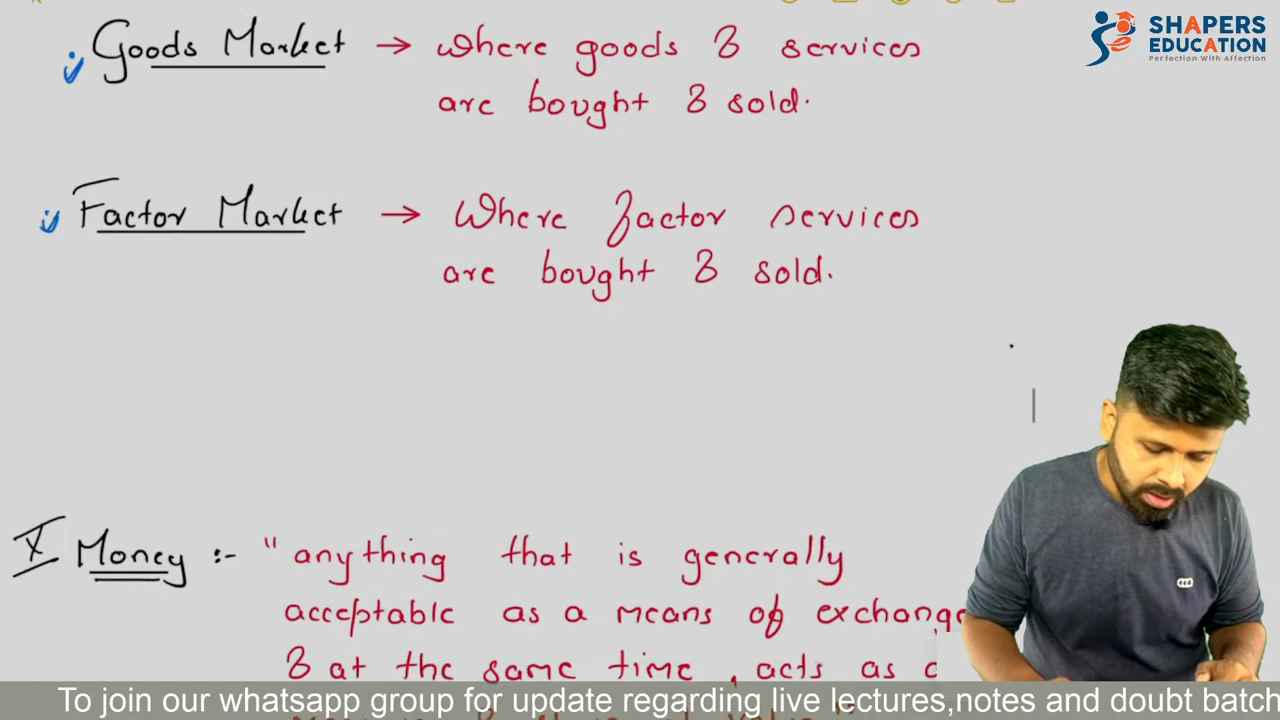 SHAPERS
EDUCATION
Perfection With Affection
Goods Market → where goods & services
are bought & sold.
Factor Market → Where factor services
are bought & sold.
X Money :- " anything that is generally
acceptable as a means of exchange
& at the same time, acts as a
To join our whatsapp group for update regarding live lectures,notes and doubt batch